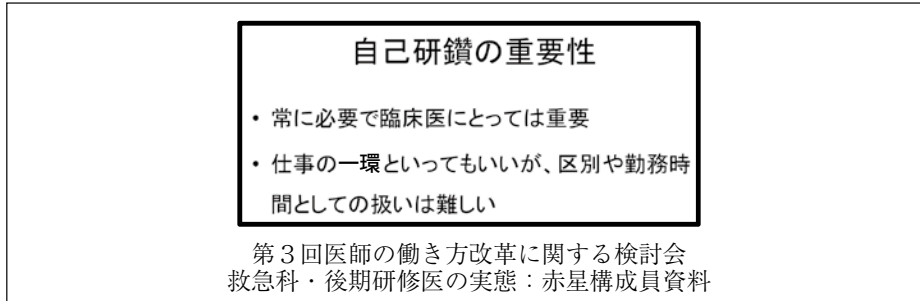 自己研鑽の重要性
・ 常に必要で臨床医にとっては重要
・ 仕事の一環といってもいいが、区別や勤務時
間としての扱いは難しい
第３回医師の働き方改革に関する検討会
救急科・後期研修医の実態：赤星構成員資料